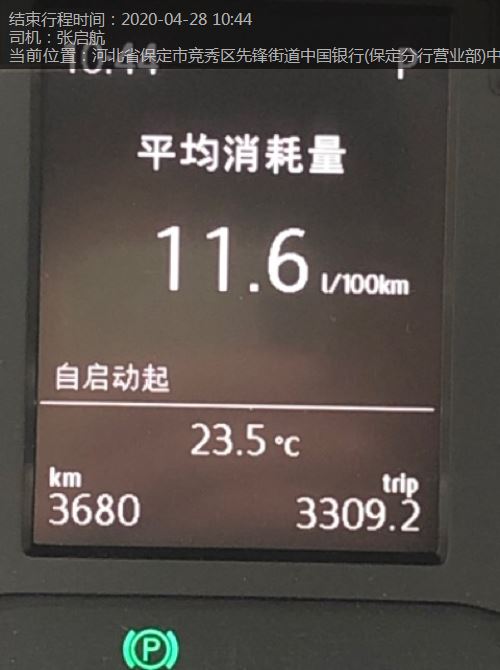 结束行程时间：2020-04-28 10:44
司机：张启航
当前位置：河北省保定市竞秀区先锋街道中国银行(保定分行营业部)中
10:44 P
平均消耗量
11.6 l/100km
自启动起
23.5 °C
km trip
3680 3309.2
P